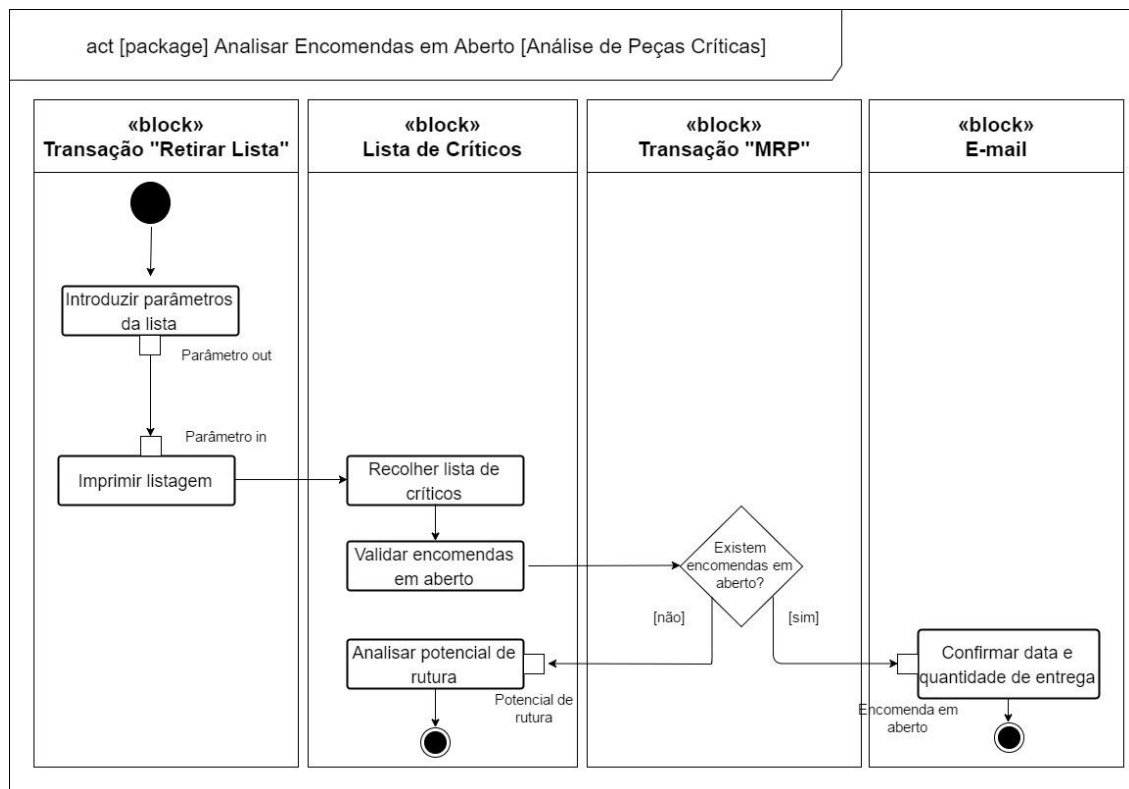 act [package] Analisar Encomendas em Aberto [Análise de Peças Críticas]
«block»
Transação "Retirar Lista"
«block»
Lista de Críticos
«block»
Transação "MRP"
«block»
E-mail
Introduzir parâmetros
da lista
Parâmetro out
Parâmetro in
Imprimir listagem
Recolher lista de
críticos
Validar encomendas
em aberto
Existem
encomendas em
aberto?
[não]
[sim]
Analisar potencial de
rutura
Potencial de
rutura
Confirmar data e
quantidade de entrega
Encomenda em
aberto